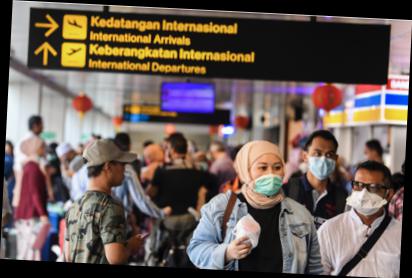 Kedatangan Internasional
International Arrivals
Keberangkatan Internasional
International Departures